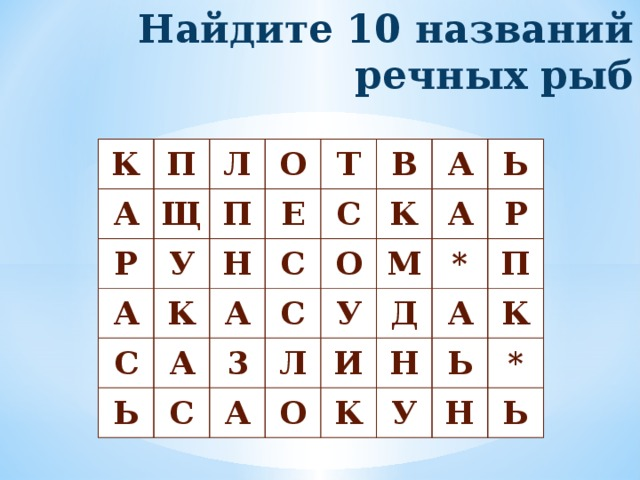 Найдите 10 названий
речных рыб
К П Л О Т В А Ь
А Щ П Е С К А Р
Р У Н С О М * П
А К А С У Д А К
С А З Л И Н Ь *
Ь С А О К У Н Ь